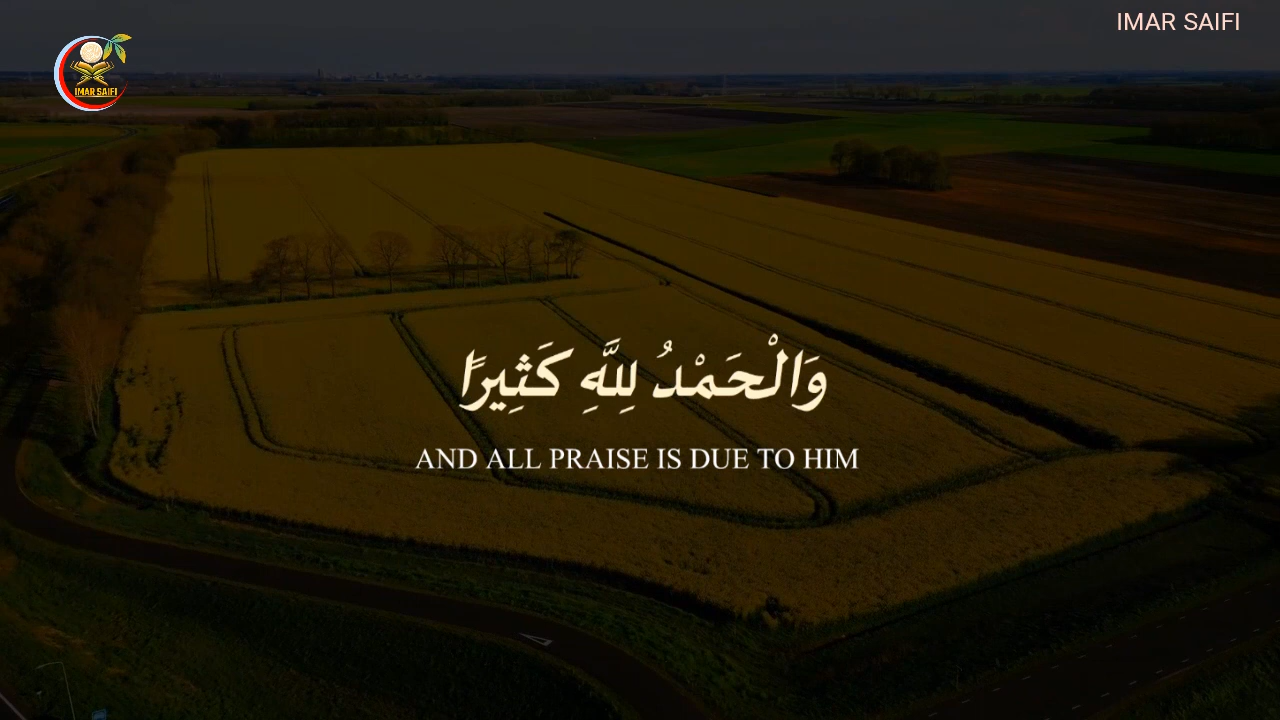 IMAR SAIFI
IMAR SAIFI
وَالْحَمْدُ لِلَّهِ كَثِيرًا
AND ALL PRAISE IS DUE TO HIM